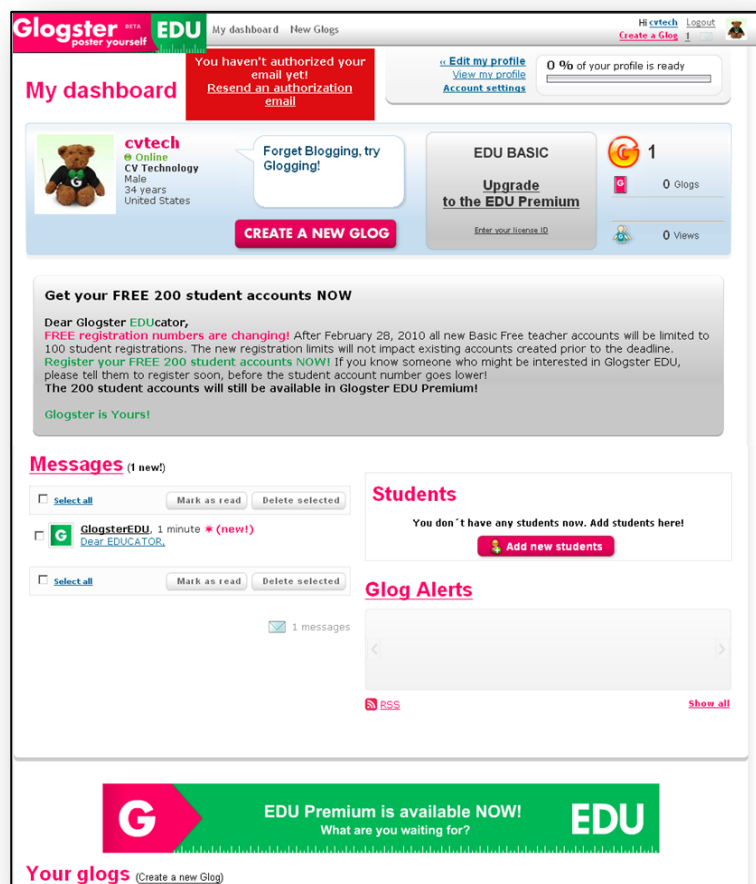 Glogster BETA EDU
poster yourself
My dashboard New Glogs
Hi cvtech Logout
Create a Glog 1
My dashboard
You haven't authorized your
email yet!
Resend an authorization
email
‹‹ Edit my profile
View my profile
Account settings
0 % of your profile is ready
cvtech
Online
CV Technology
Male
34 years
United States
Forget Blogging, try
Glogging!
CREATE A NEW GLOG
EDU BASIC
Upgrade
to the EDU Premium
Enter your license ID
G 1
G 0 Glogs
0 Views
Get your FREE 200 student accounts NOW
Dear Glogster EDUcator,
FREE registration numbers are changing! After February 28, 2010 all new Basic Free teacher accounts will be limited to
100 student registrations. The new registration limits will not impact existing accounts created prior to the deadline.
Register your FREE 200 student accounts NOW! If you know someone who might be interested in Glogster EDU,
please tell them to register soon, before the student account number goes lower!
The 200 student accounts will still be available in Glogster EDU Premium!
Glogster is Yours!
Messages (1 new!)
Select all Mark as read Delete selected
G GlogsterEDU, 1 minute * (new!)
Dear EDUCATOR,
Select all Mark as read Delete selected
1 messages
Students
You don´t have any students now. Add students here!
Add new students
Glog Alerts
RSS Show all
G EDU Premium is available NOW! EDU
What are you waiting for?
Your glogs (Create a new Glog)